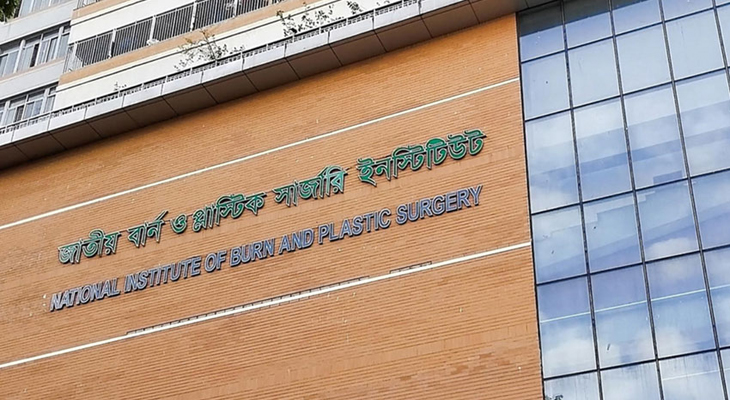 জাতীয় বার্ন ও প্লাস্টিক সার্জারি ইনস্টিটিউট
NATIONAL INSTITUTE OF BURN AND PLASTIC SURGERY